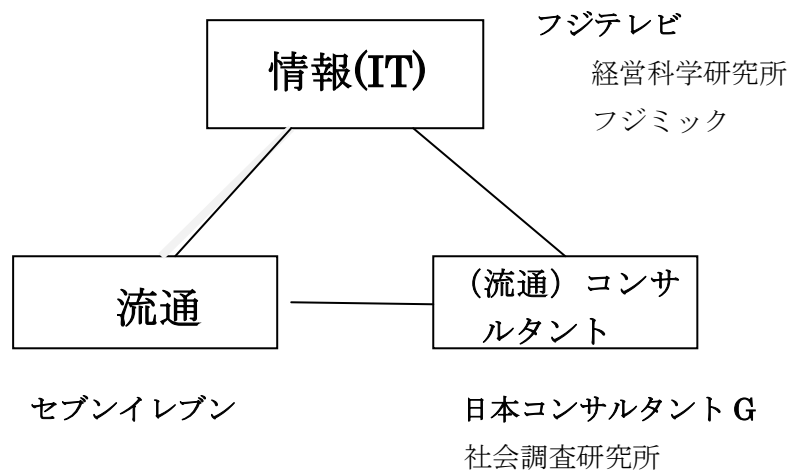 フジテレビ
情報(IT)
経営科学研究所
フジミック
流通
（流通）コンサ
ルタント
セブンイレブン
日本コンサルタント G
社会調査研究所